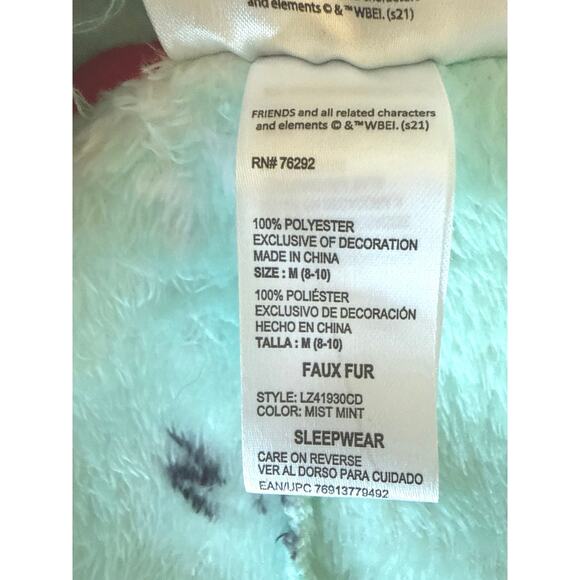 and elements © & ™WBEI. (s21)
FRIENDS and all related characters
and elements © &™WBEI. (s21)
RN# 76292
100% POLYESTER
EXCLUSIVE OF DECORATION
MADE IN CHINA
SIZE : M (8-10)
100% POLIÉSTER
EXCLUSIVO DE DECORACIÓN
HECHO EN CHINA
TALLA : M (8-10)
FAUX FUR
STYLE: LZ41930CD
COLOR: MIST MINT
SLEEPWEAR
CARE ON REVERSE
VER AL DORSO PARA CUIDADO
EAN/UPC 76913779492